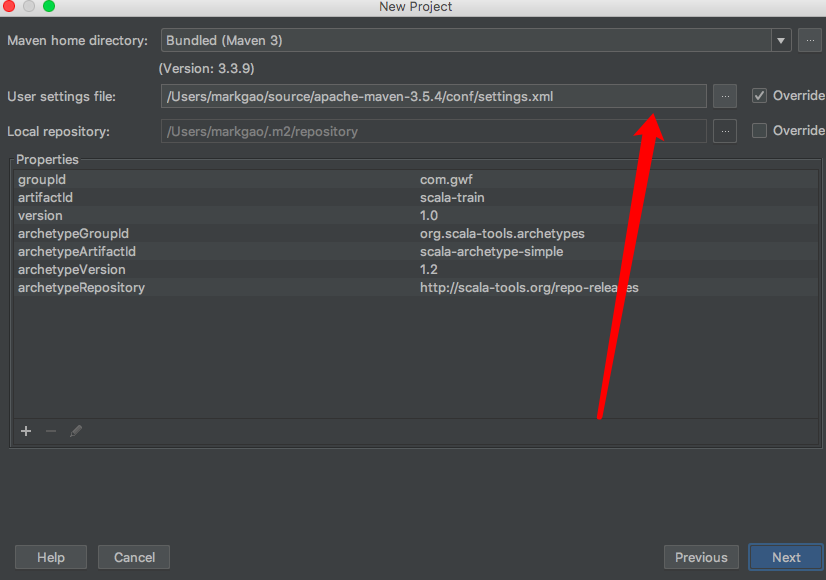 New Project
Maven home directory: Bundled (Maven 3) ...
(Version: 3.3.9)
User settings file: /Users/markgao/source/apache-maven-3.5.4/conf/settings.xml ... Override
Local repository: /Users/markgao/.m2/repository ... Override
Properties
groupId com.gwf
artifactId scala-train
version 1.0
archetypeGroupId org.scala-tools.archetypes
archetypeArtifactId scala-archetype-simple
archetypeVersion 1.2
archetypeRepository http://scala-tools.org/repo-releases
Help Cancel Previous Next